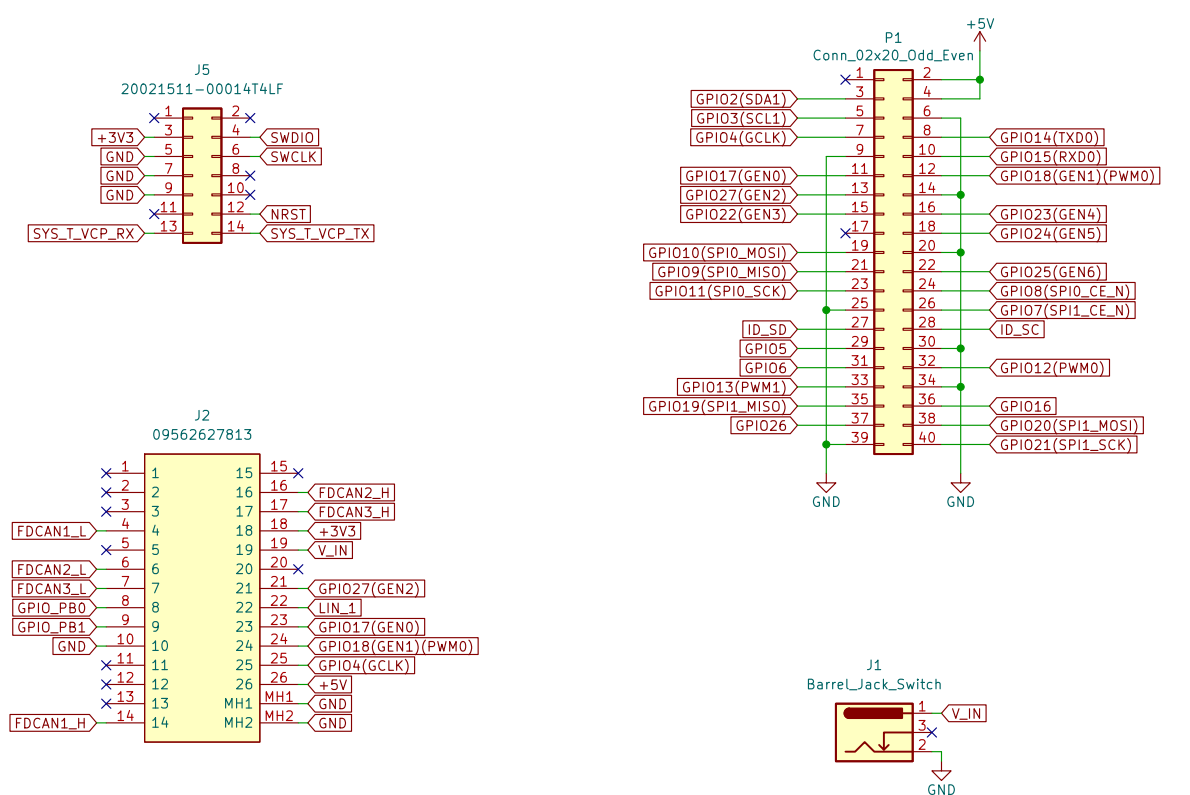 J5
20021511-00014T4LF
1 2
+3V3 3 4 SWDIO
GND 5 6 SWCLK
GND 7 8
GND 9 10
11 12 NRST
SYS_T_VCP_RX 13 14 SYS_T_VCP_TX
J2
09562627813
1 1 15 15
2 2 16 16 FDCAN2_H
3 3 17 17 FDCAN3_H
FDCAN1_L 4 4 18 18 +3V3
5 5 19 19 V_IN
FDCAN2_L 6 6 20 20
FDCAN3_L 7 7 21 21 GPIO27(GEN2)
GPIO_PB0 8 8 22 22 LIN_1
GPIO_PB1 9 9 23 23 GPIO17(GEN0)
GND 10 10 24 24 GPIO18(GEN1)(PWM0)
11 11 25 25 GPIO4(GCLK)
12 12 26 26 +5V
13 13 MH1 MH1 GND
FDCAN1_H 14 14 MH2 MH2 GND
+5V
P1
Conn_02x20_Odd_Even
1 2
GPIO2(SDA1) 3 4
GPIO3(SCL1) 5 6
GPIO4(GCLK) 7 8 GPIO14(TXD0)
9 10 GPIO15(RXD0)
GPIO17(GEN0) 11 12 GPIO18(GEN1)(PWM0)
GPIO27(GEN2) 13 14
GPIO22(GEN3) 15 16 GPIO23(GEN4)
17 18 GPIO24(GEN5)
GPIO10(SPI0_MOSI) 19 20
GPIO9(SPI0_MISO) 21 22 GPIO25(GEN6)
GPIO11(SPI0_SCK) 23 24 GPIO8(SPI0_CE_N)
25 26 GPIO7(SPI1_CE_N)
ID_SD 27 28 ID_SC
GPIO5 29 30
GPIO6 31 32 GPIO12(PWM0)
GPIO13(PWM1) 33 34
GPIO19(SPI1_MISO) 35 36 GPIO16
GPIO26 37 38 GPIO20(SPI1_MOSI)
39 40 GPIO21(SPI1_SCK)
GND GND
J1
Barrel_Jack_Switch
1 V_IN
3
2
GND